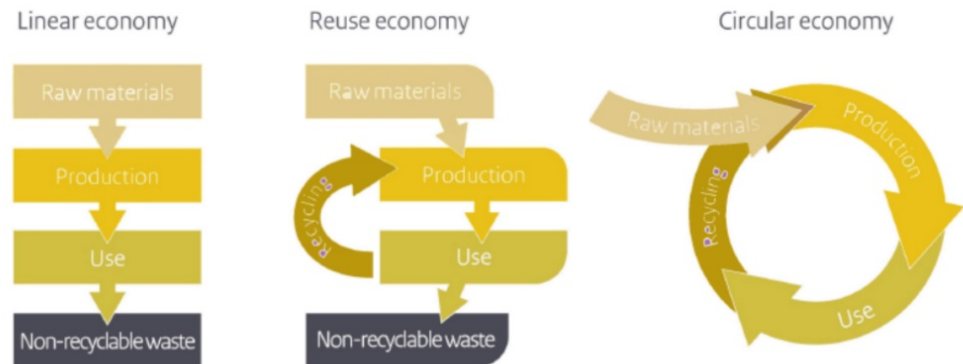 Linear economy
Raw materials
Production
Use
Non-recyclable waste
Reuse economy
Raw materials
Production
Recycling
Use
Non-recyclable waste
Circular economy
Raw materials
Production
Recycling
Use